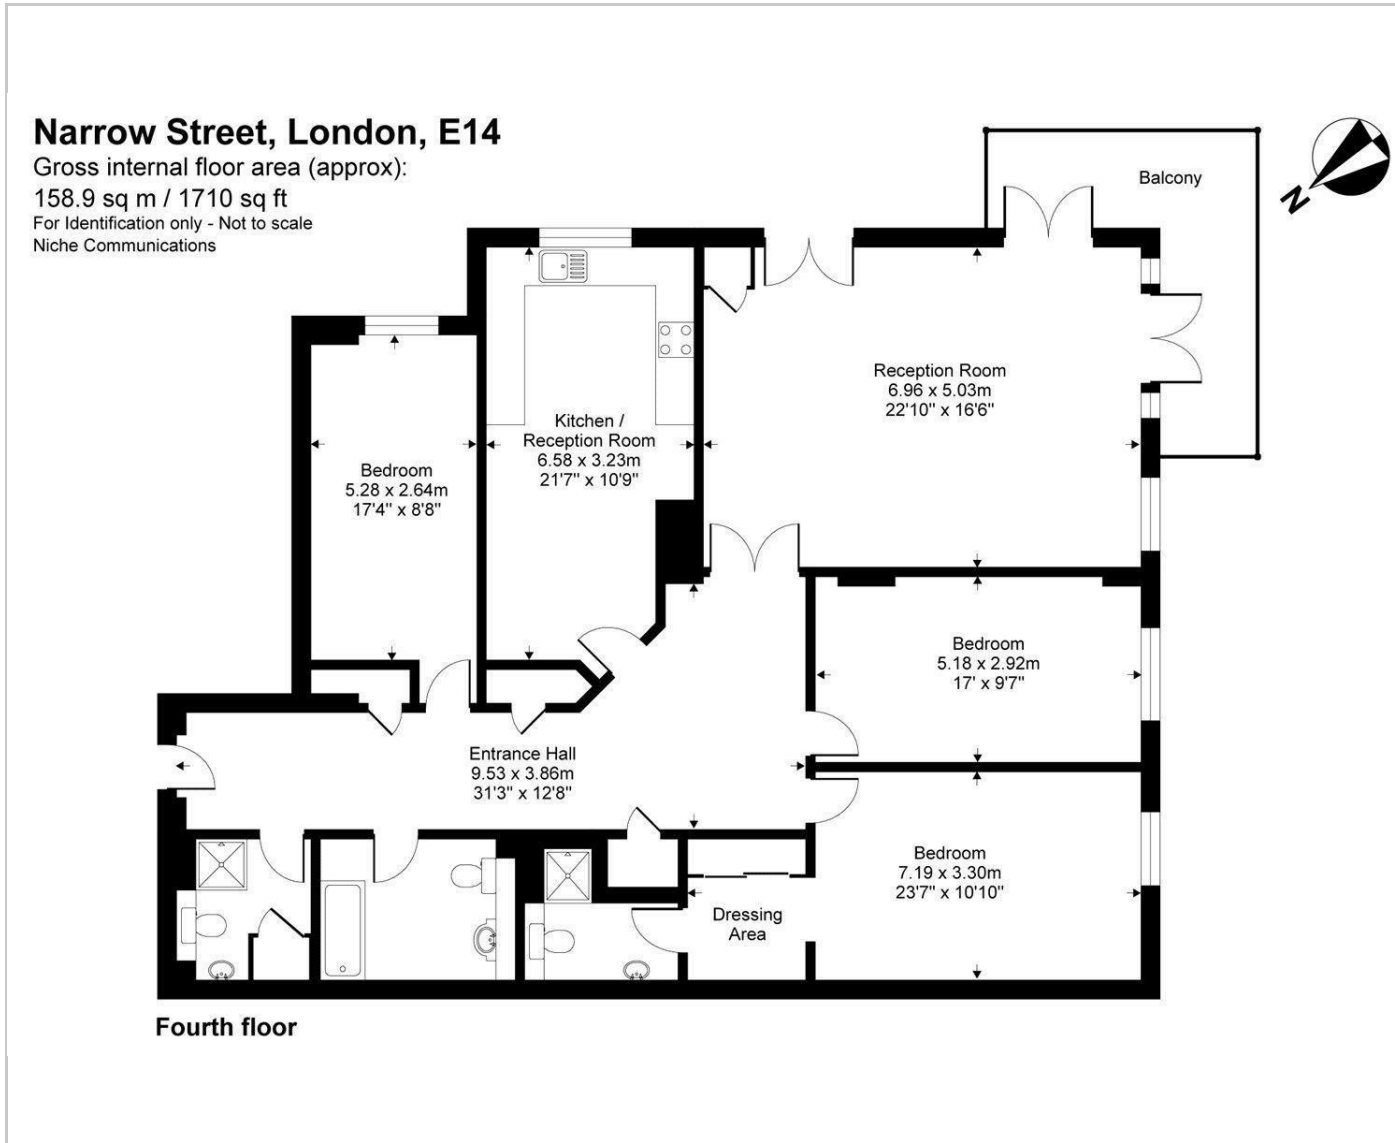 Narrow Street, London, E14
Gross internal floor area (approx):
158.9 sq m / 1710 sq ft
For Identification only - Not to scale
Niche Communications
N
Balcony
Reception Room
6.96 x 5.03m
22'10" x 16'6"
Kitchen /
Reception Room
6.58 x 3.23m
21'7" x 10'9"
Bedroom
5.28 x 2.64m
17'4" x 8'8"
Bedroom
5.18 x 2.92m
17' x 9'7"
Entrance Hall
9.53 x 3.86m
31'3" x 12'8"
Bedroom
7.19 x 3.30m
23'7" x 10'10"
Dressing
Area
Fourth floor